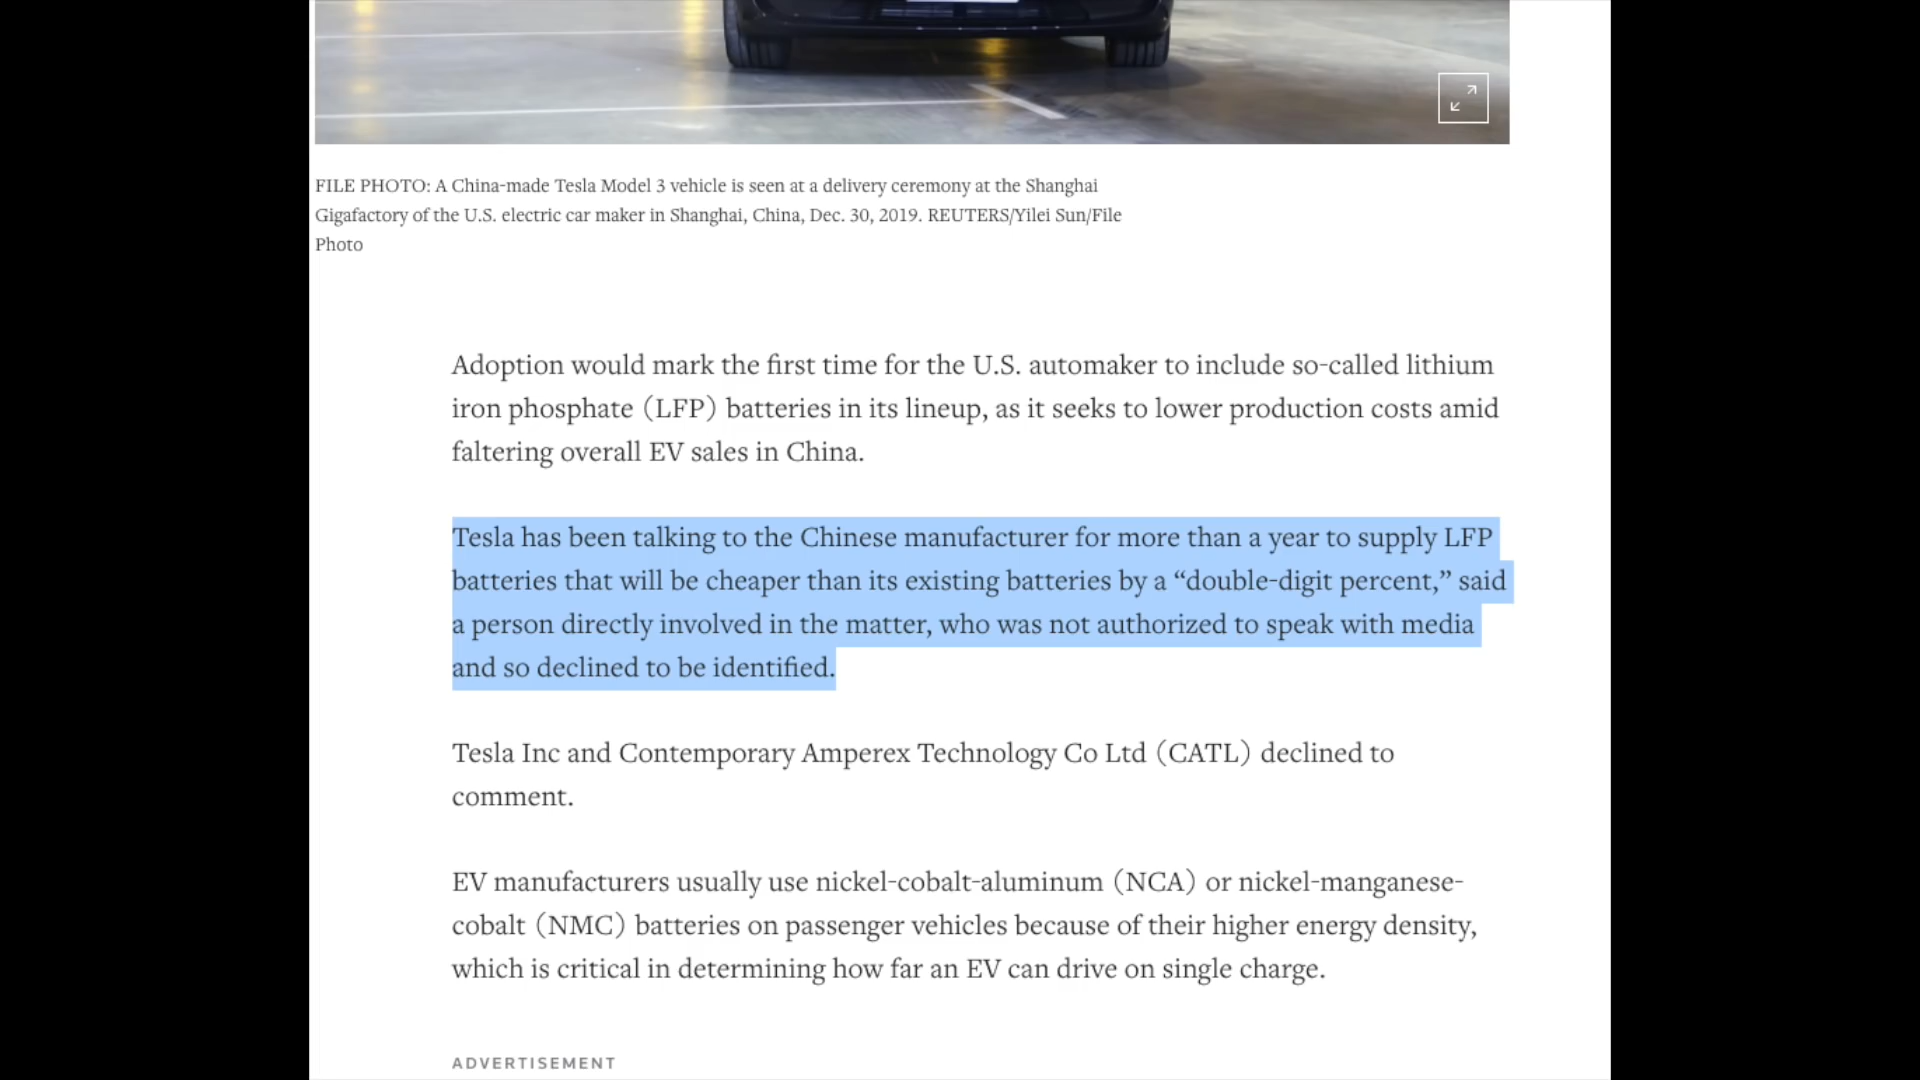 FILE PHOTO: A China-made Tesla Model 3 vehicle is seen at a delivery ceremony at the Shanghai
Gigafactory of the U.S. electric car maker in Shanghai, China, Dec. 30, 2019. REUTERS/Yilei Sun/File
Photo
Adoption would mark the first time for the U.S. automaker to include so-called lithium
iron phosphate (LFP) batteries in its lineup, as it seeks to lower production costs amid
faltering overall EV sales in China.
Tesla has been talking to the Chinese manufacturer for more than a year to supply LFP
batteries that will be cheaper than its existing batteries by a “double-digit percent,” said
a person directly involved in the matter, who was not authorized to speak with media
and so declined to be identified.
Tesla Inc and Contemporary Amperex Technology Co Ltd (CATL) declined to
comment.
EV manufacturers usually use nickel-cobalt-aluminum (NCA) or nickel-manganese-
cobalt (NMC) batteries on passenger vehicles because of their higher energy density,
which is critical in determining how far an EV can drive on single charge.
ADVERTISEMENT